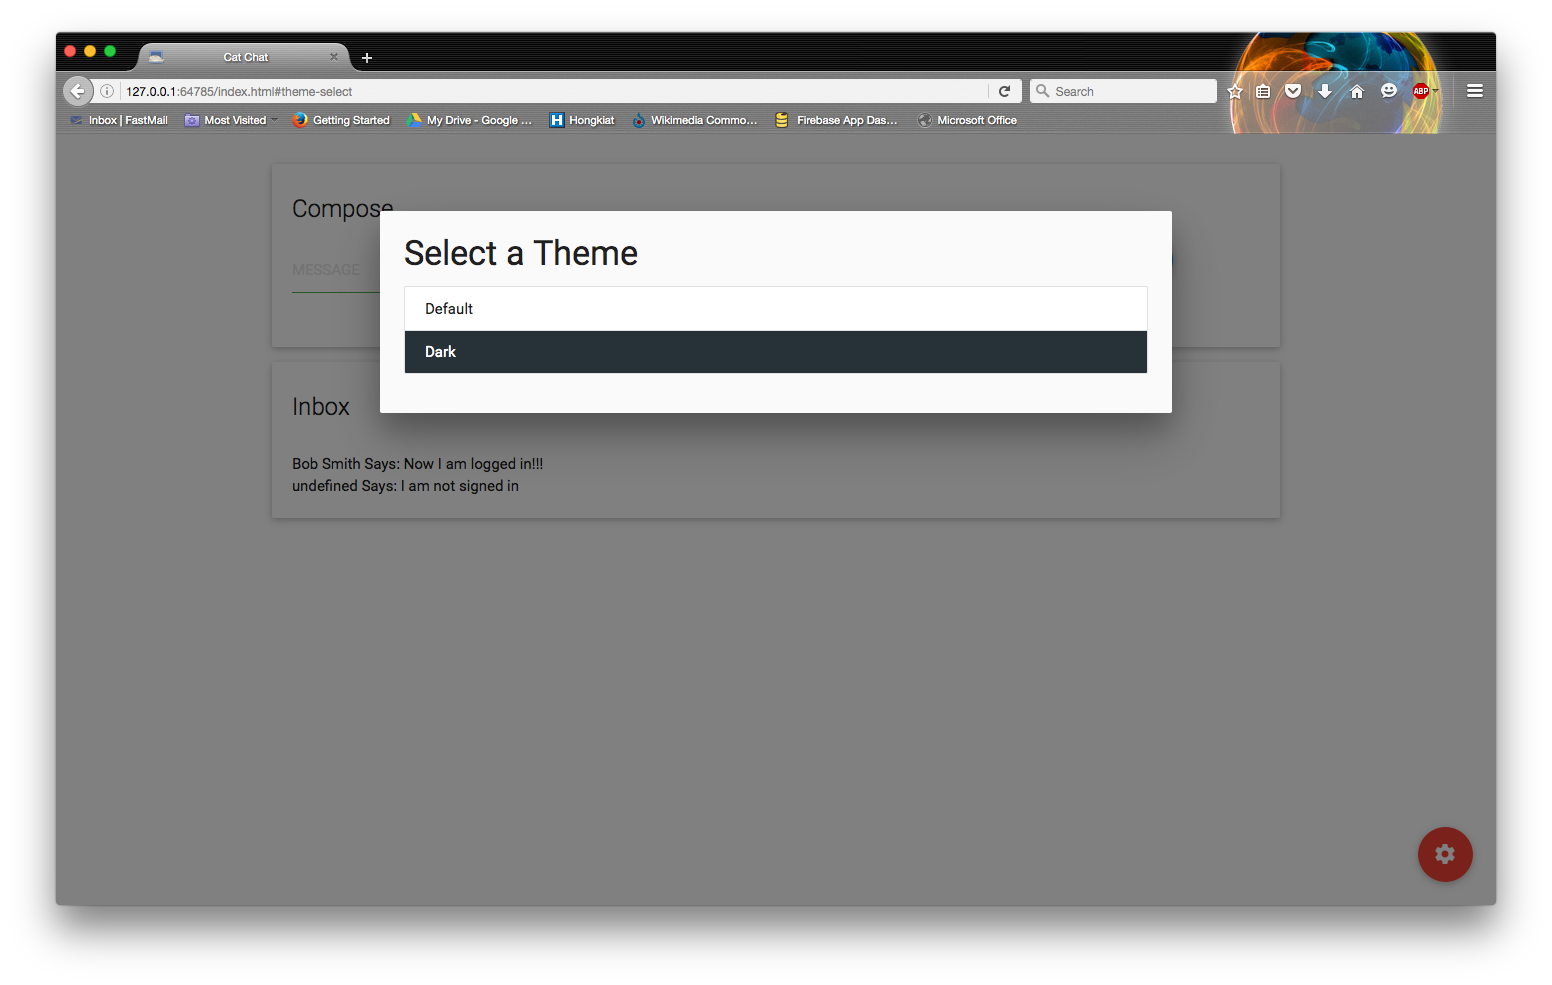 Cat Chat
127.0.0.1:64785/index.html#theme-select
Search
ABP
Inbox | FastMail
Most Visited
Getting Started
My Drive - Google ...
H Hongkiat
Wikimedia Commo...
Firebase App Das...
Microsoft Office
Compose
MESSAGE
Select a Theme
Default
Dark
Inbox
Bob Smith Says: Now I am logged in!!!
undefined Says: I am not signed in